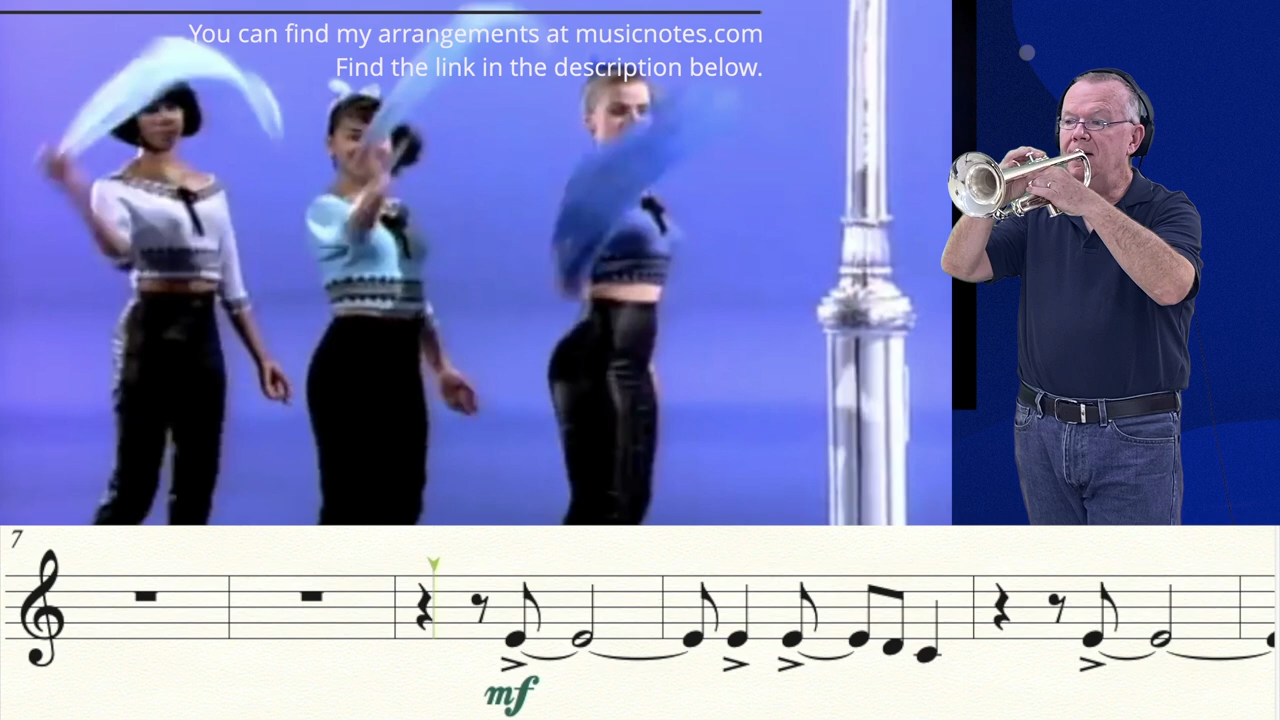 You can find my arrangements at musicnotes.com
Find the link in the description below.
7
mf